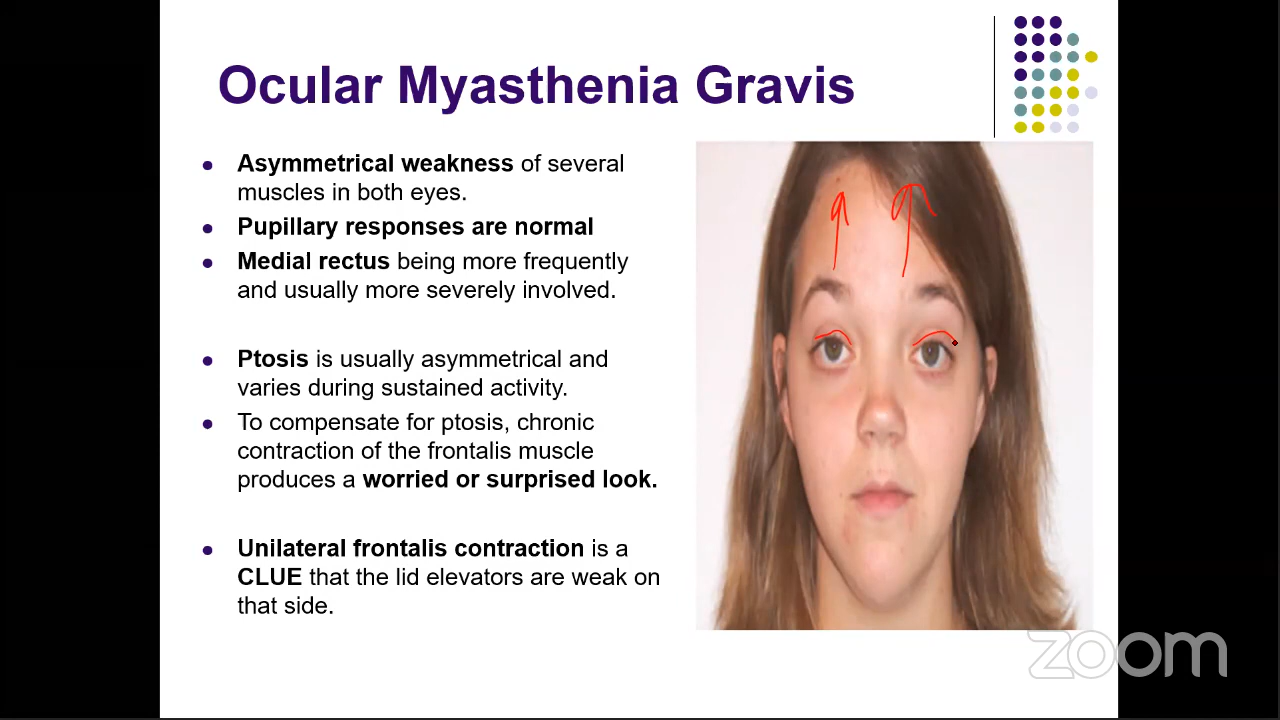 Ocular Myasthenia Gravis
Asymmetrical weakness of several
muscles in both eyes.
Pupillary responses are normal
Medial rectus being more frequently
and usually more severely involved.
Ptosis is usually asymmetrical and
varies during sustained activity.
To compensate for ptosis, chronic
contraction of the frontalis muscle
produces a worried or surprised look.
Unilateral frontalis contraction is a
CLUE that the lid elevators are weak on
that side.
zoom